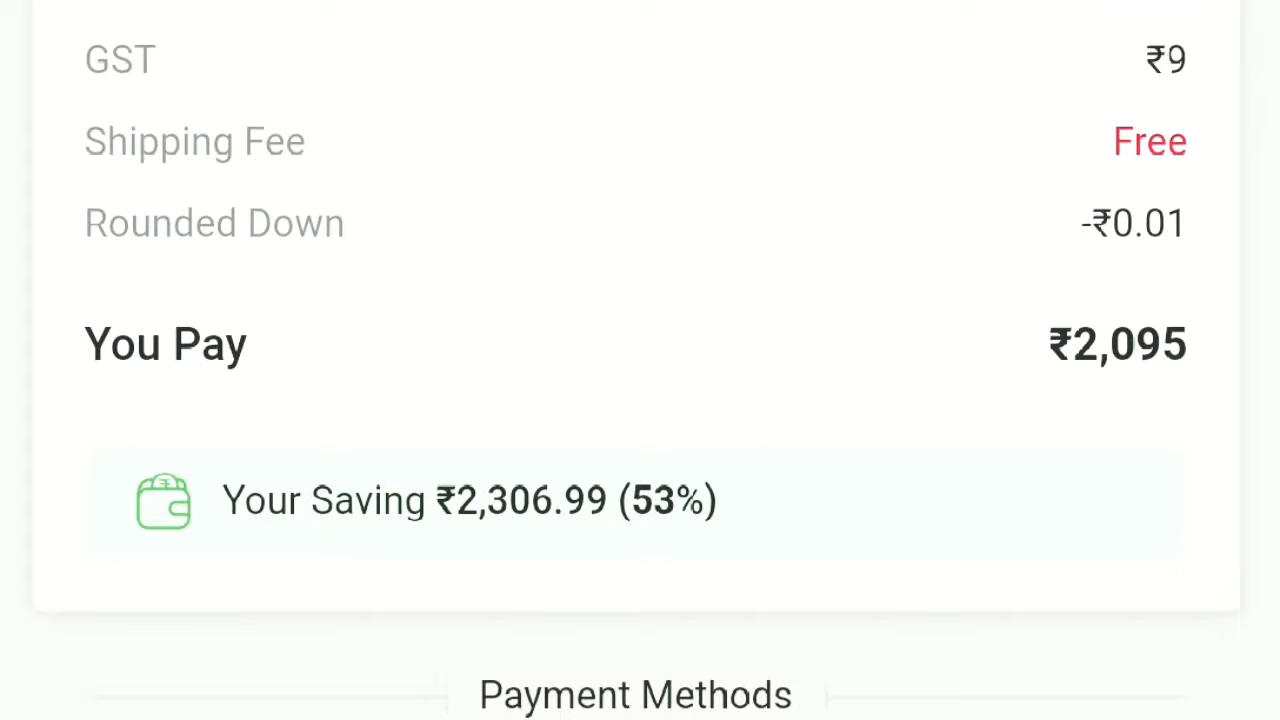 GST ₹9
Shipping Fee Free
Rounded Down -₹0.01
You Pay ₹2,095
Your Saving ₹2,306.99 (53%)
Payment Methods